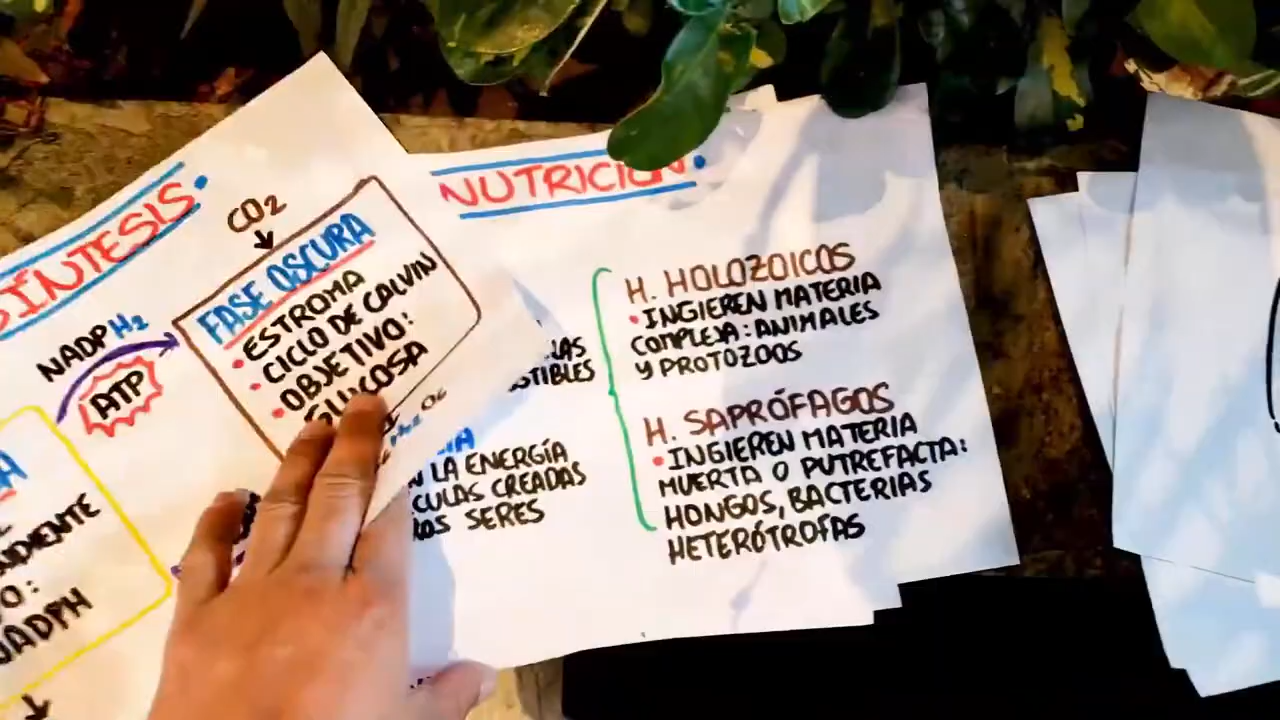 CO2
NADPH2
ATP
FASE OSCURA
• ESTROMA
• CICLO DE CALVIN
• OBJETIVO:
GLUCOSA
NUTRICIÓN.
H. HOLOZOICOS
• INGIEREN MATERIA
COMPLEJA: ANIMALES
Y PROTOZOOS
H. SAPRÓFAGOS
• INGIEREN MATERIA
MUERTA O PUTREFACTA:
HONGOS, BACTERIAS
HETERÓTROFAS
LA ENERGÍA
CREADAS
SERES